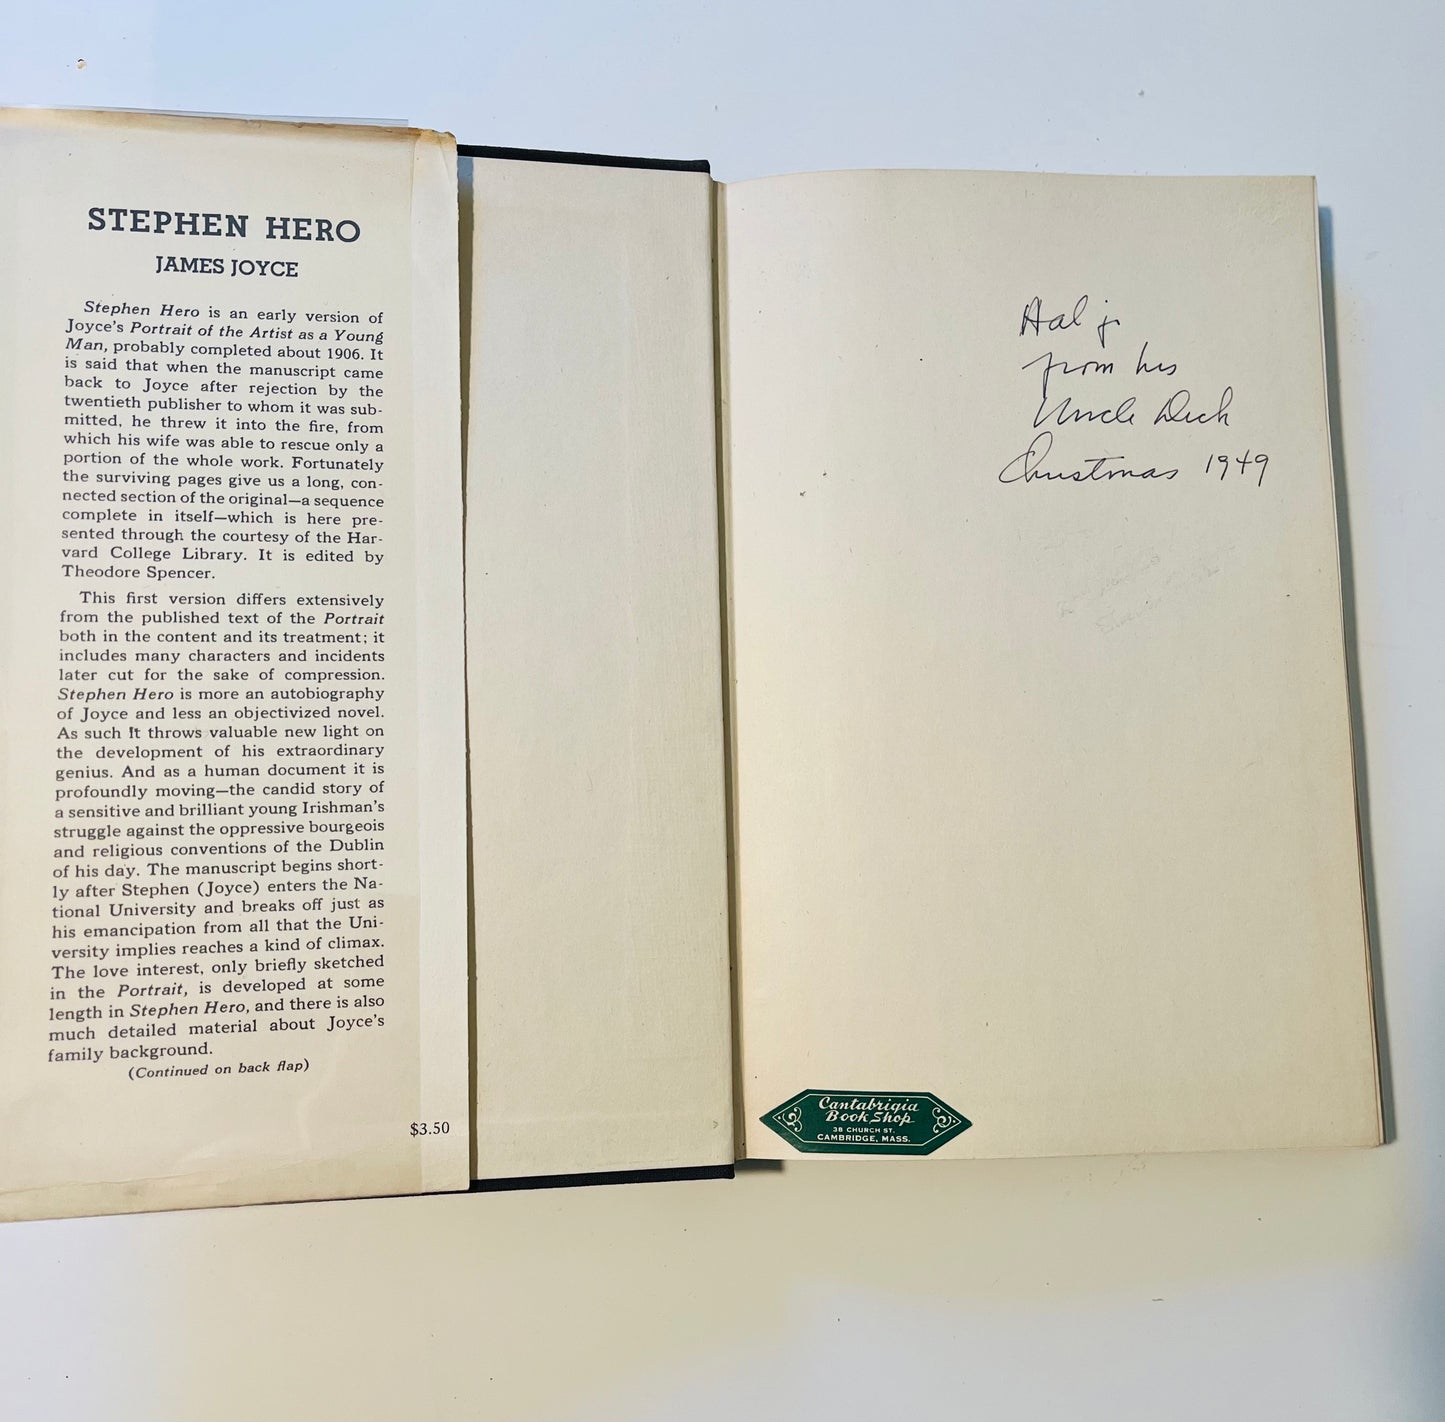 STEPHEN HERO
JAMES JOYCE
Stephen Hero is an early version of
Joyce's Portrait of the Artist as a Young
Man, probably completed about 1906. It
is said that when the manuscript came
back to Joyce after rejection by the
twentieth publisher to whom it was sub-
mitted, he threw it into the fire, from
which his wife was able to rescue only a
portion of the whole work. Fortunately
the surviving pages give us a long, con-
nected section of the original—a sequence
complete in itself—which is here pre-
sented through the courtesy of the Har-
vard College Library. It is edited by
Theodore Spencer.
This first version differs extensively
from the published text of the Portrait
both in the content and its treatment; it
includes many characters and incidents
later cut for the sake of compression.
Stephen Hero is more an autobiography
of Joyce and less an objectivized novel.
As such it throws valuable new light on
the development of his extraordinary
genius. And as a human document it is
profoundly moving—the candid story of
a sensitive and brilliant young Irishman's
struggle against the oppressive bourgeois
and religious conventions of the Dublin
of his day. The manuscript begins short-
ly after Stephen (Joyce) enters the Na-
tional University and breaks off just as
his emancipation from all that the Uni-
versity implies reaches a kind of climax.
The love interest, only briefly sketched
in the Portrait, is developed at some
length in Stephen Hero, and there is also
much detailed material about Joyce's
family background.
(Continued on back flap)
$3.50
Hal jr
from his
Uncle Dick
Christmas 1949
Cantabrigia
Book Shop
38 CHURCH ST.
CAMBRIDGE, MASS.